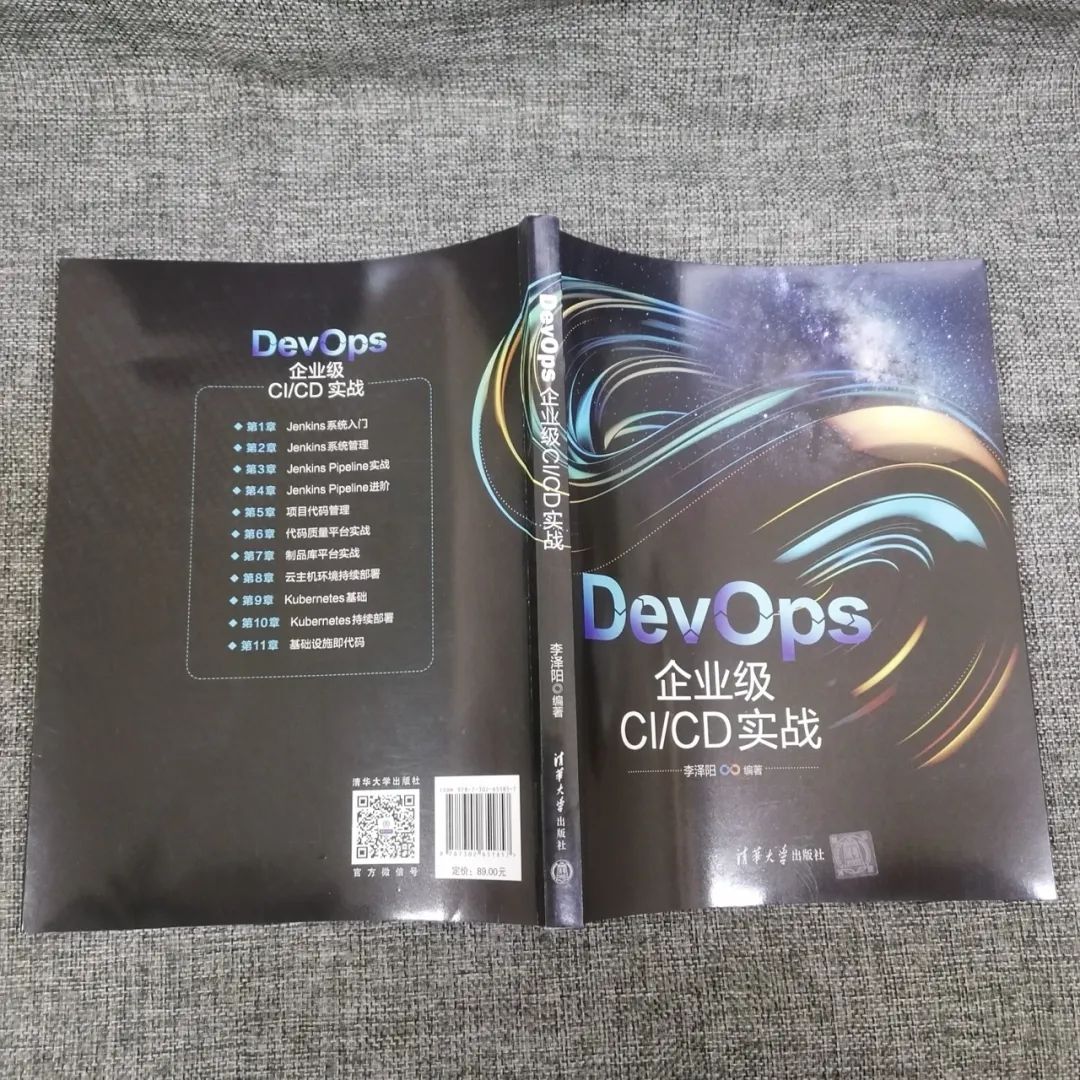 DevOps
企业级
CI/CD 实战
◆ 第1章 Jenkins系统入门
◆ 第2章 Jenkins系统管理
◆ 第3章 Jenkins Pipeline实战
◆ 第4章 Jenkins Pipeline进阶
◆ 第5章 项目代码管理
◆ 第6章 代码质量平台实战
◆ 第7章 制品库平台实战
◆ 第8章 云主机环境持续部署
◆ 第9章 Kubernetes基础
◆ 第10章 Kubernetes持续部署
◆ 第11章 基础设施即代码
清华大学出版社
官方微信号
ISBN 978-7-302-65185-7
定价：89.00元
DevOps 企业级CI/CD实战
李泽阳 编著
清华大学出版社
DevOps
企业级
CI/CD实战
李泽阳 编著
清华大学出版社